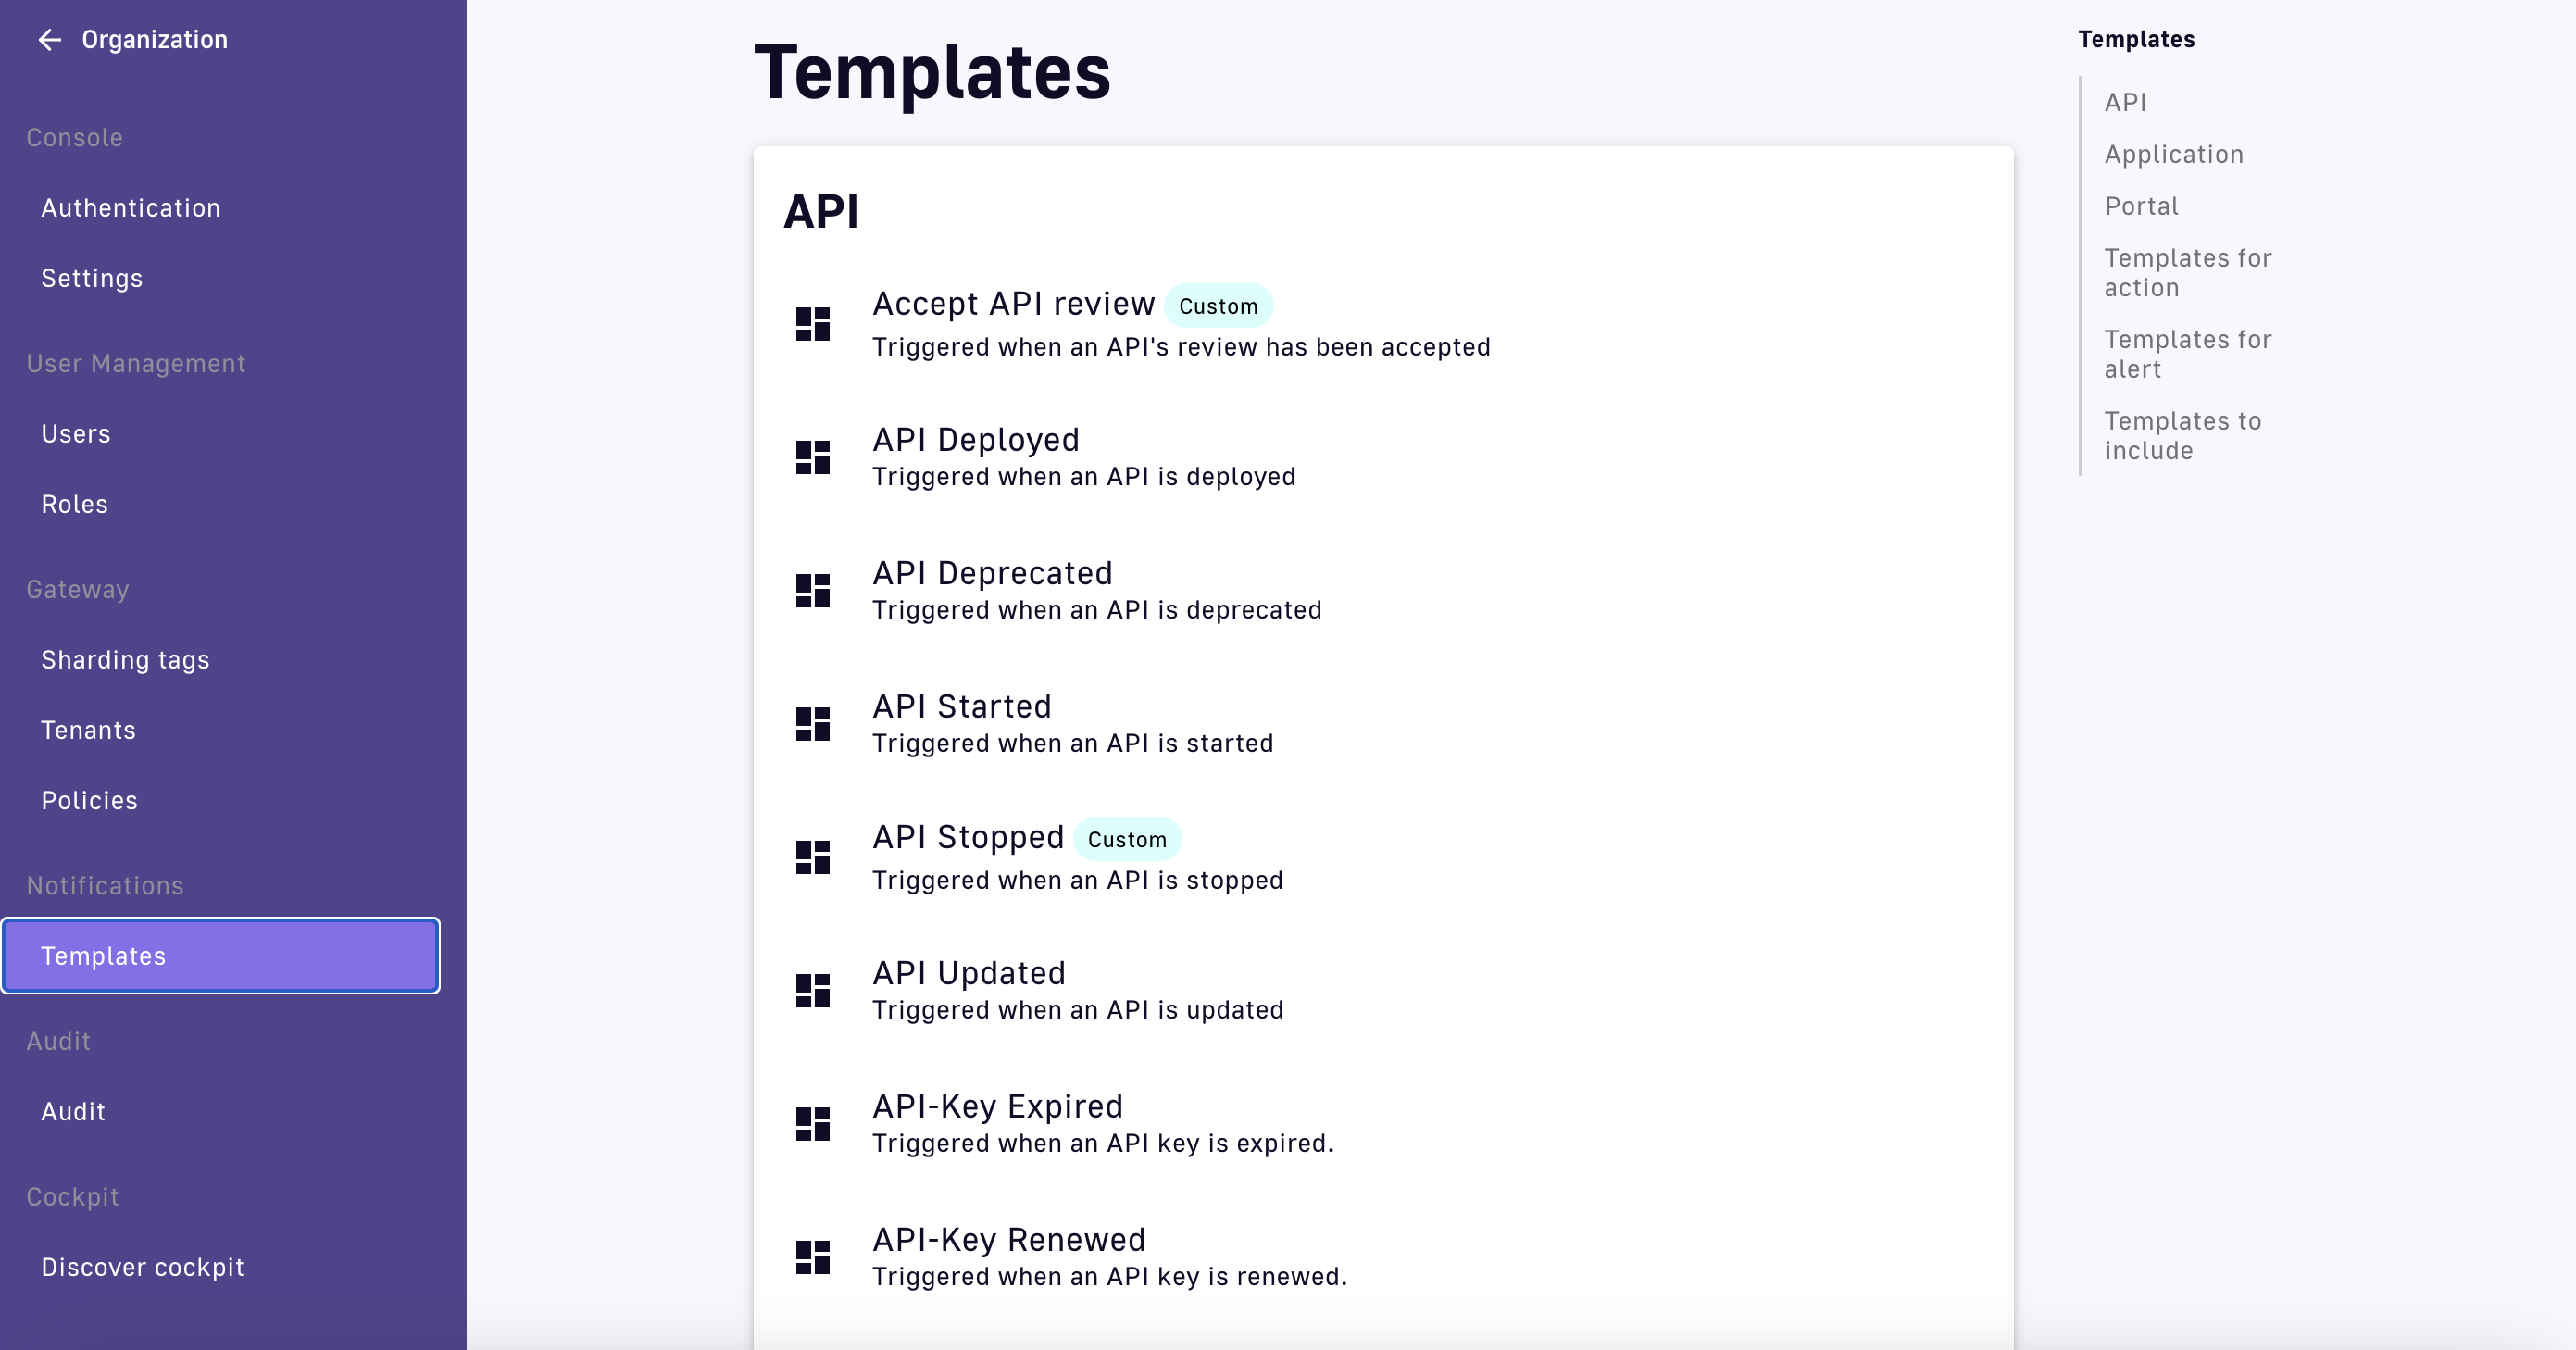 Organization
Console
Authentication
Settings
User Management
Users
Roles
Gateway
Sharding tags
Tenants
Policies
Notifications
Templates
Audit
Audit
Cockpit
Discover cockpit
Templates
API
Accept API review Custom
Triggered when an API's review has been accepted
API Deployed
Triggered when an API is deployed
API Deprecated
Triggered when an API is deprecated
API Started
Triggered when an API is started
API Stopped Custom
Triggered when an API is stopped
API Updated
Triggered when an API is updated
API-Key Expired
Triggered when an API key is expired.
API-Key Renewed
Triggered when an API key is renewed.
Templates
API
Application
Portal
Templates for
action
Templates for
alert
Templates to
include